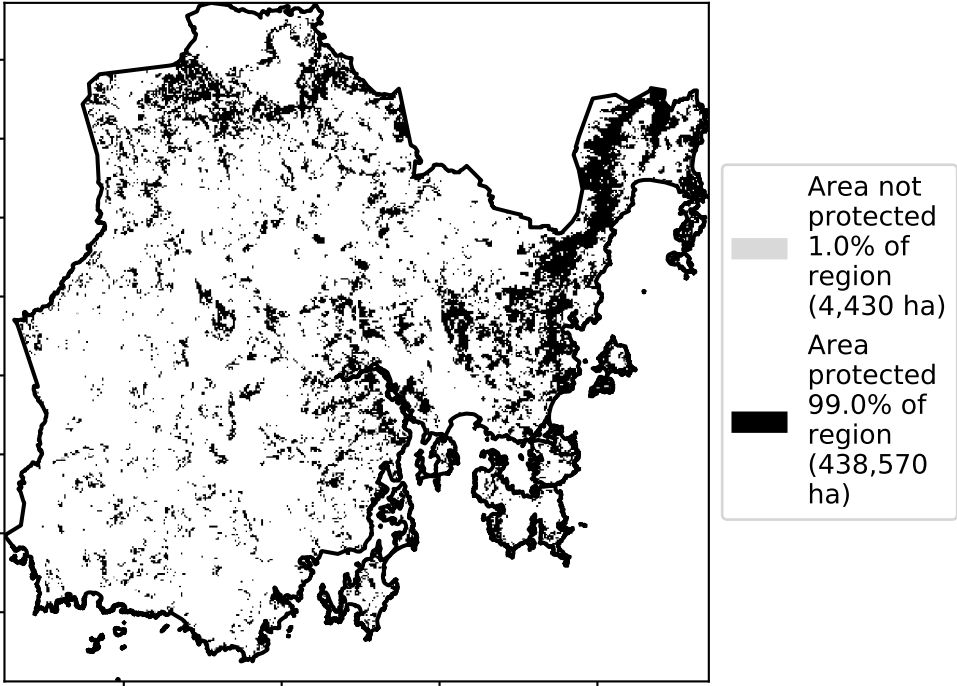 Area not
protected
1.0% of
region
(4,430 ha)
Area
protected
99.0% of
region
(438,570
ha)